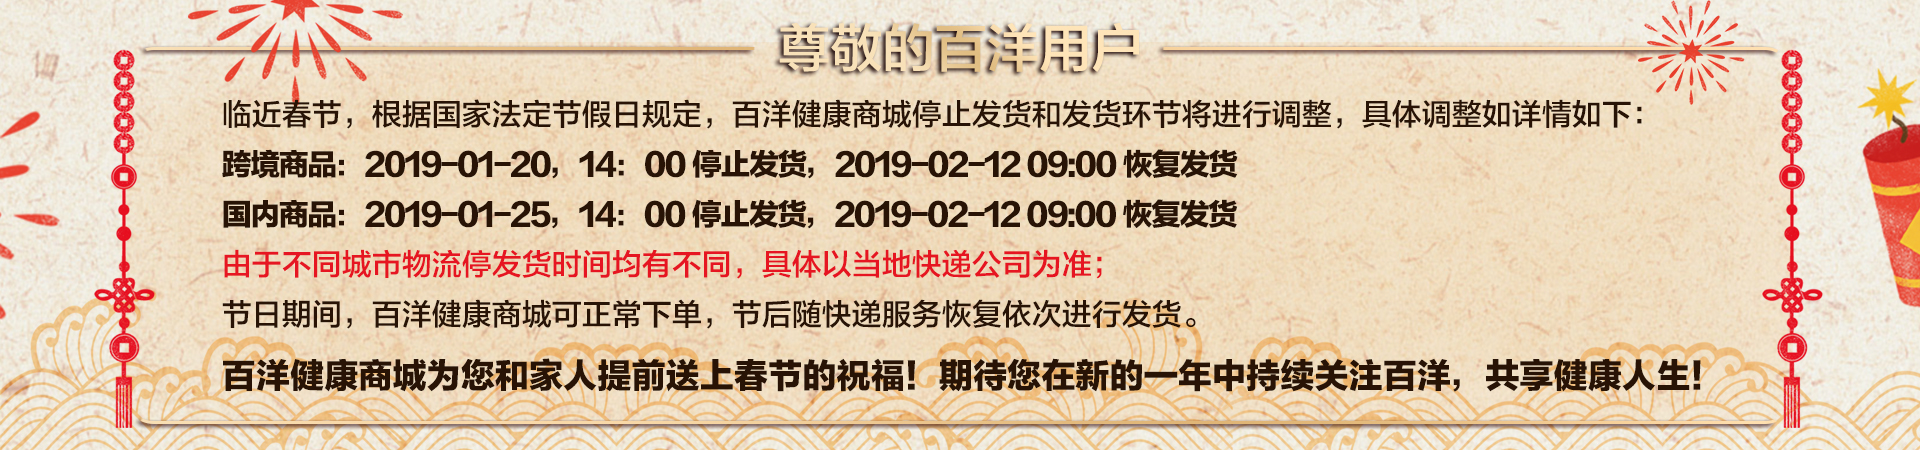 尊敬的百洋用户
临近春节，根据国家法定节假日规定，百洋健康商城停止发货和发货环节将进行调整，具体调整如详情如下：
跨境商品：2019-01-20，14：00 停止发货，2019-02-12 09:00 恢复发货
国内商品：2019-01-25，14：00 停止发货，2019-02-12 09:00 恢复发货
由于不同城市物流停发货时间均有不同，具体以当地快递公司为准；
节日期间，百洋健康商城可正常下单，节后随快递服务恢复依次进行发货。
百洋健康商城为您和家人提前送上春节的祝福！期待您在新的一年中持续关注百洋，共享健康人生！